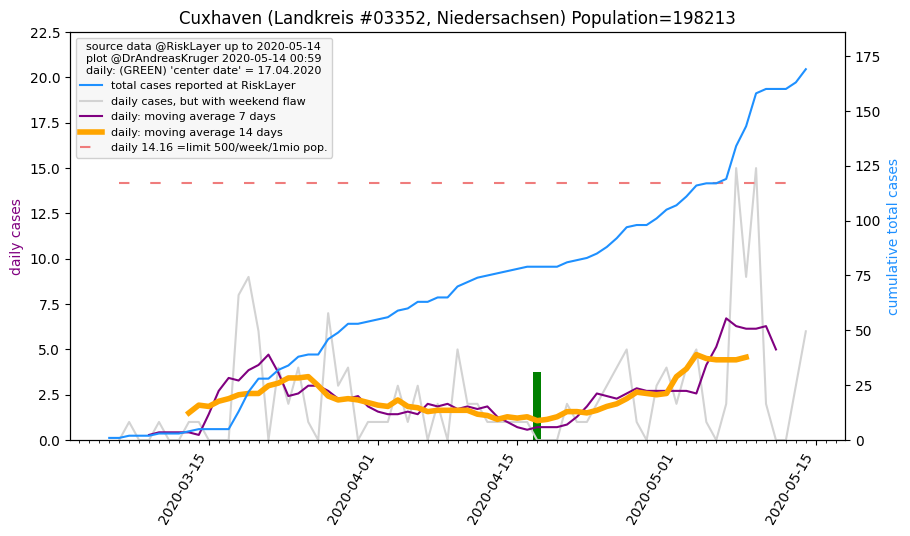 Cuxhaven (Landkreis #03352, Niedersachsen) Population=198213
source data @RiskLayer up to 2020-05-14
plot @DrAndreasKruger 2020-05-14 00:59
daily: (GREEN) 'center date' = 17.04.2020
total cases reported at RiskLayer
daily cases, but with weekend flaw
daily: moving average 7 days
daily: moving average 14 days
daily 14.16 =limit 500/week/1mio pop.
daily cases
22.5
20.0
17.5
15.0
12.5
10.0
7.5
5.0
2.5
0.0
cumulative total cases
175
150
125
100
75
50
25
0
2020-03-15
2020-04-01
2020-04-15
2020-05-01
2020-05-15